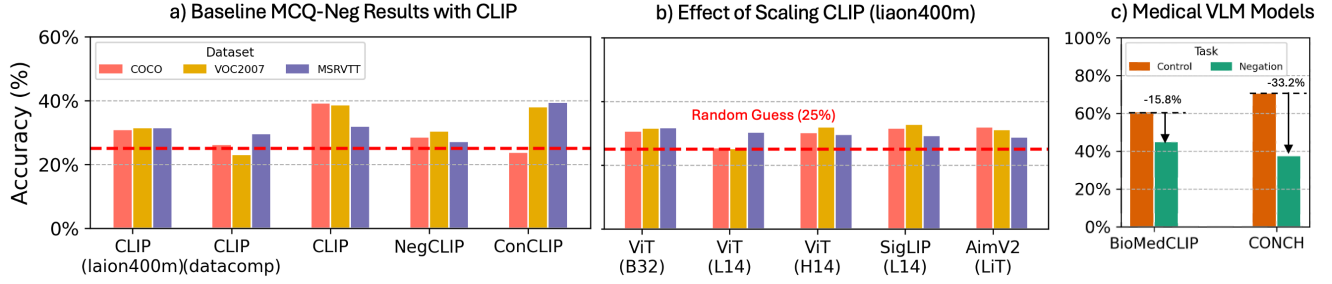 a) Baseline MCQ-Neg Results with CLIP
Accuracy (%)
60%
40%
20%
0%
Dataset
COCO VOC2007 MSRVTT
CLIP CLIP CLIP NegCLIP ConCLIP
(laion400m)(datacomp)
b) Effect of Scaling CLIP (liaon400m)
Random Guess (25%)
ViT ViT ViT SigLIP AimV2
(B32) (L14) (H14) (L14) (LiT)
c) Medical VLM Models
100%
80%
60%
40%
20%
0%
Task
Control Negation
-15.8%
-33.2%
BioMedCLIP CONCH